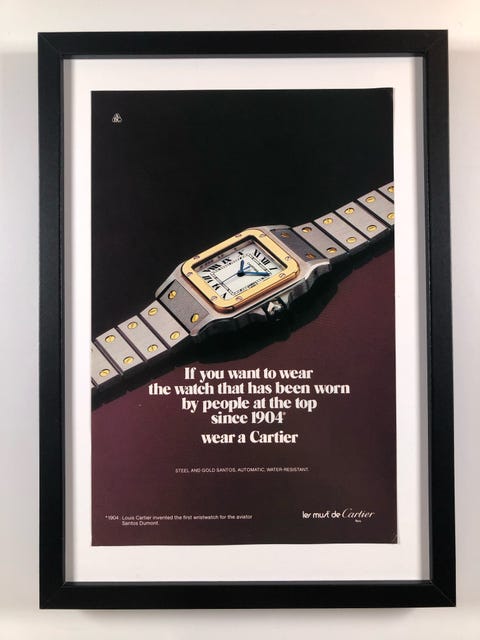 If you want to wear
the watch that has been worn
by people at the top
since 1904*
wear a Cartier
STEEL AND GOLD SANTOS, AUTOMATIC, WATER-RESISTANT.
*1904 : Louis Cartier invented the first wristwatch for the aviator
Santos Dumont.
les must de Cartier
Paris